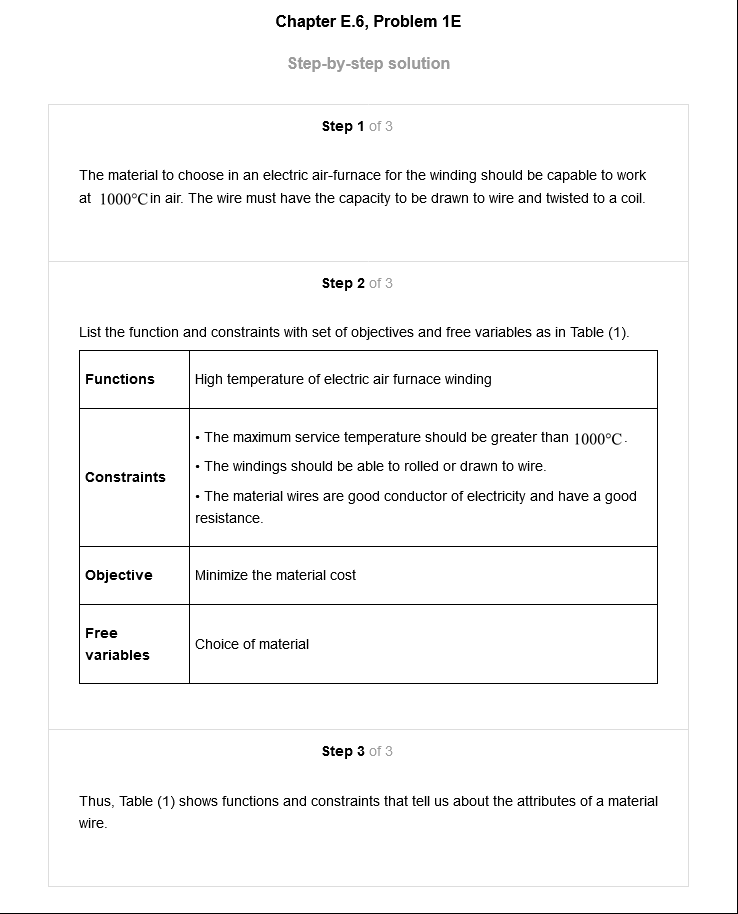 Chapter E.6, Problem 1E
Step-by-step solution
Step 1 of 3
The material to choose in an electric air-furnace for the winding should be capable to work
at 1000°C in air. The wire must have the capacity to be drawn to wire and twisted to a coil.
Step 2 of 3
List the function and constraints with set of objectives and free variables as in Table (1).
Functions
High temperature of electric air furnace winding
Constraints
• The maximum service temperature should be greater than 1000°C.
• The windings should be able to rolled or drawn to wire.
• The material wires are good conductor of electricity and have a good
resistance.
Objective
Minimize the material cost
Free
variables
Choice of material
Step 3 of 3
Thus, Table (1) shows functions and constraints that tell us about the attributes of a material
wire.